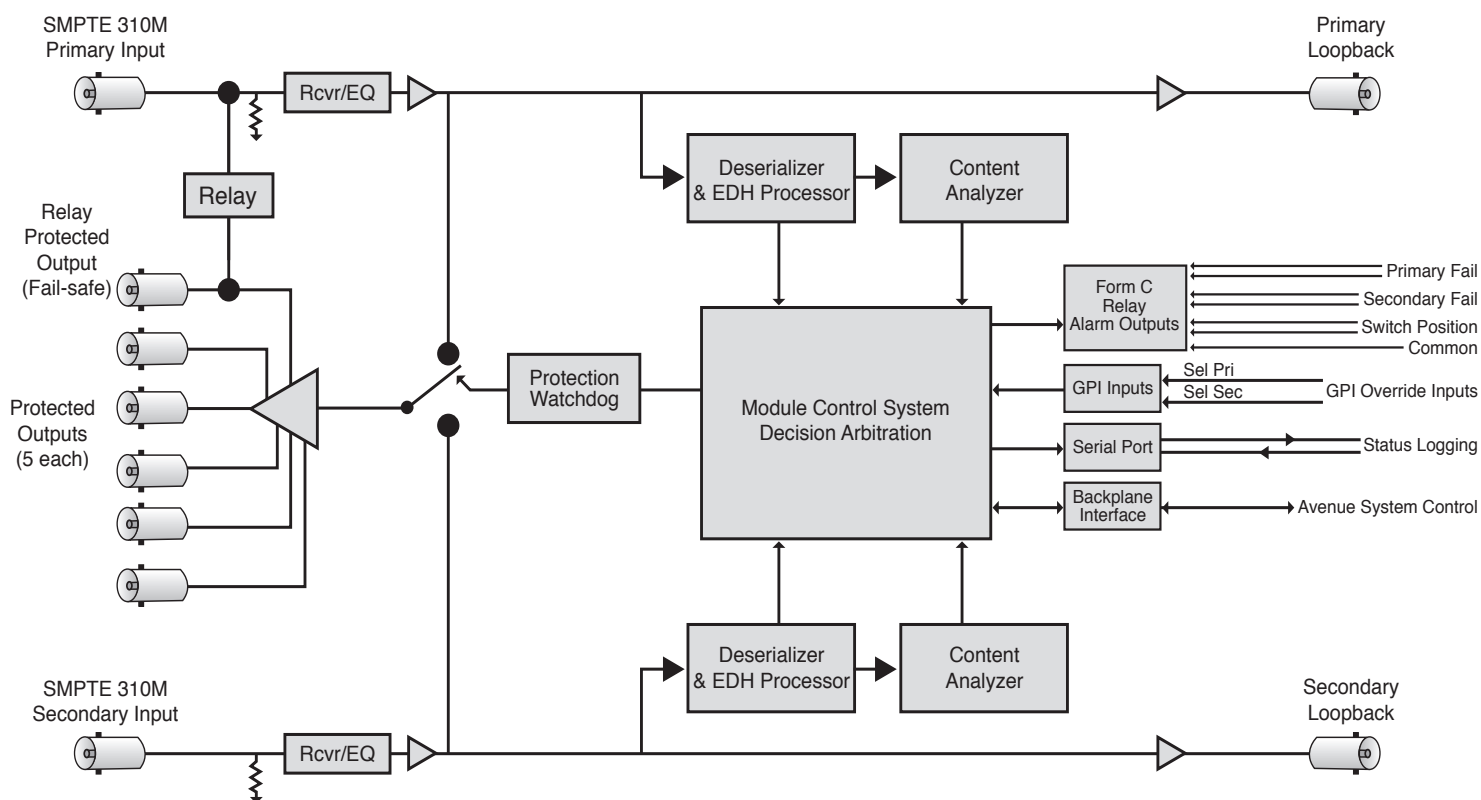 SMPTE 310M
Primary Input
Primary
Loopback
Rcvr/EQ
Deserializer
& EDH Processor
Content
Analyzer
Relay
Relay
Protected
Output
(Fail-safe)
Form C
Relay
Alarm Outputs
Primary Fail
Secondary Fail
Switch Position
Common
Protection
Watchdog
Module Control System
Decision Arbitration
GPI Inputs
Sel Pri
Sel Sec
GPI Override Inputs
Protected
Outputs
(5 each)
Serial Port
Status Logging
Backplane
Interface
Avenue System Control
Deserializer
& EDH Processor
Content
Analyzer
SMPTE 310M
Secondary Input
Secondary
Loopback
Rcvr/EQ